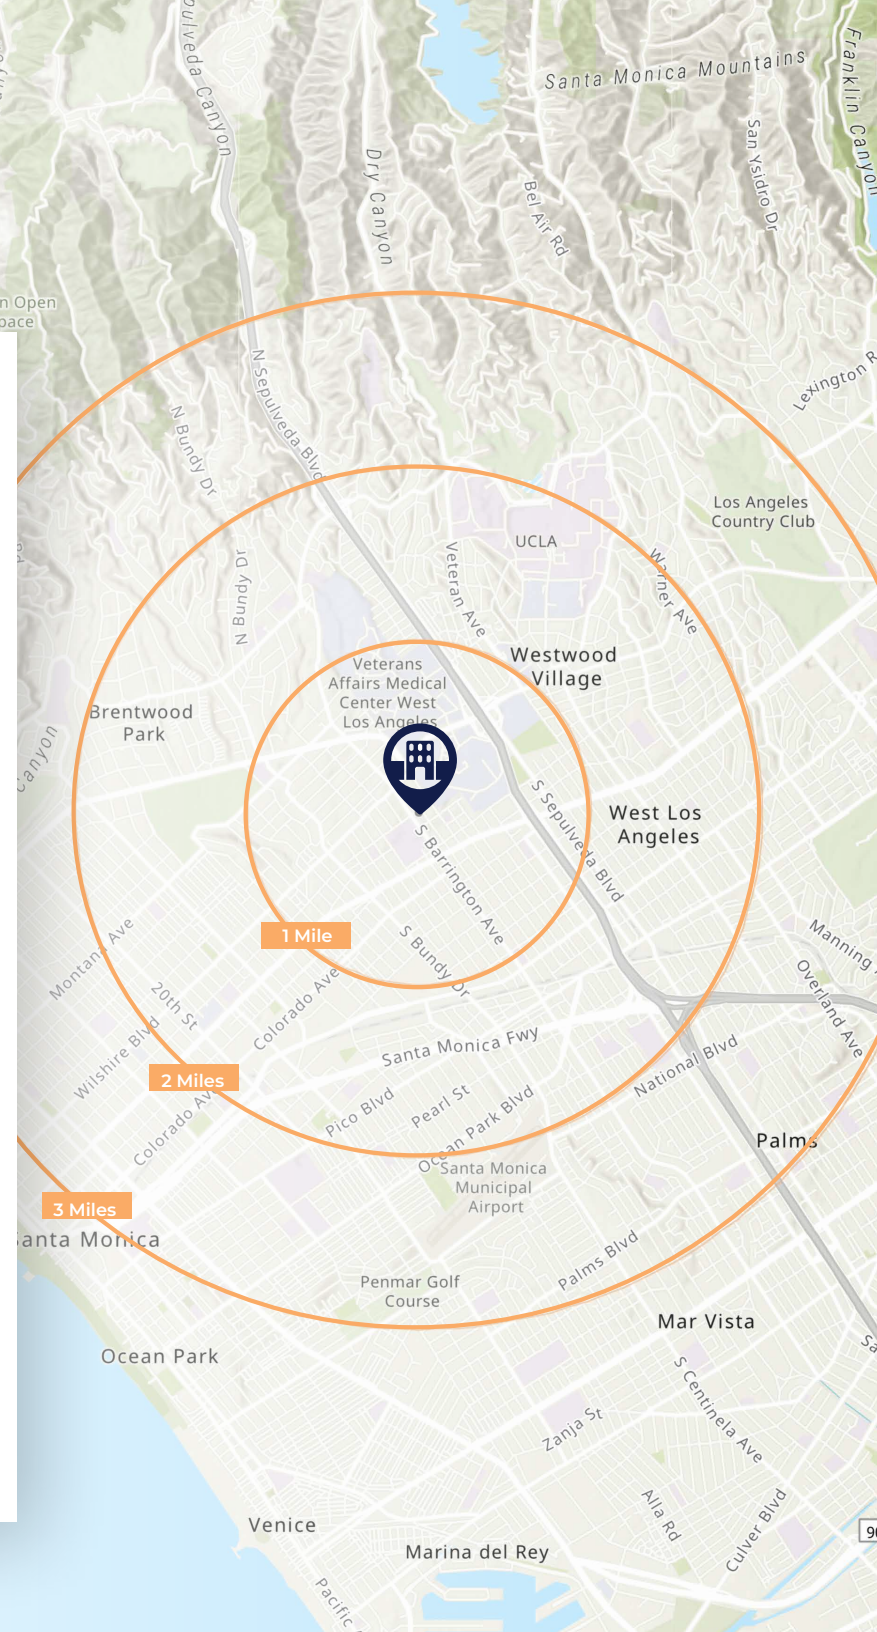 Sepulveda Canyon
Franklin Canyon
Santa Monica Mountains
San Ysidro Dr
Dry Canyon
Bel Air Rd
n Open
pace
Lexington R
N Sepulveda Blvd
N Bundy Dr
Los Angeles
Country Club
UCLA
N Bundy Dr
Veteran Ave
Warner Ave
Westwood
Village
Veterans
Affairs Medical
Center West
Los Angeles
Brentwood
Park
Canyon
S Sepulveda Blvd
West Los
Angeles
S Barrington Ave
1 Mile
S Bundy Dr
Montana Ave
Manning
Overland Ave
20th St
Colorado Ave
Santa Monica Fwy
Wilshire Blvd
National Blvd
2 Miles
Pico Blvd
Pearl St
Ocean Park Blvd
Colorado Ave
Palms
Santa Monica
Municipal
Airport
3 Miles
Santa Monica
Palms Blvd
Penmar Golf
Course
Mar Vista
Ocean Park
S Centinela Ave
Zanja St
Alla Rd
Culver Blvd
Venice
Marina del Rey
Pacific